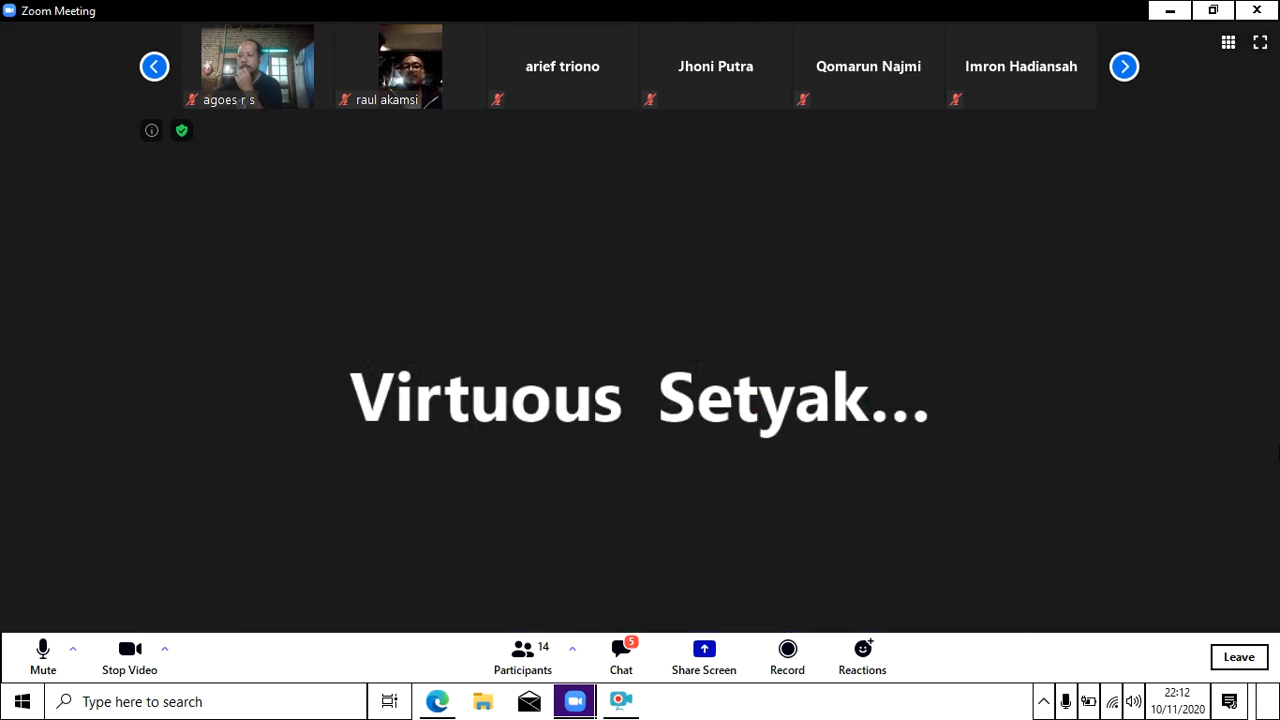 Zoom Meeting
arief triono
Jhoni Putra
Qomarun Najmi
Imron Hadiansah
agoes r s
raul akamsi
Virtuous Setyak...
14
5
Mute
Stop Video
Participants
Chat
Share Screen
Record
Reactions
Leave
Type here to search
22:12
10/11/2020